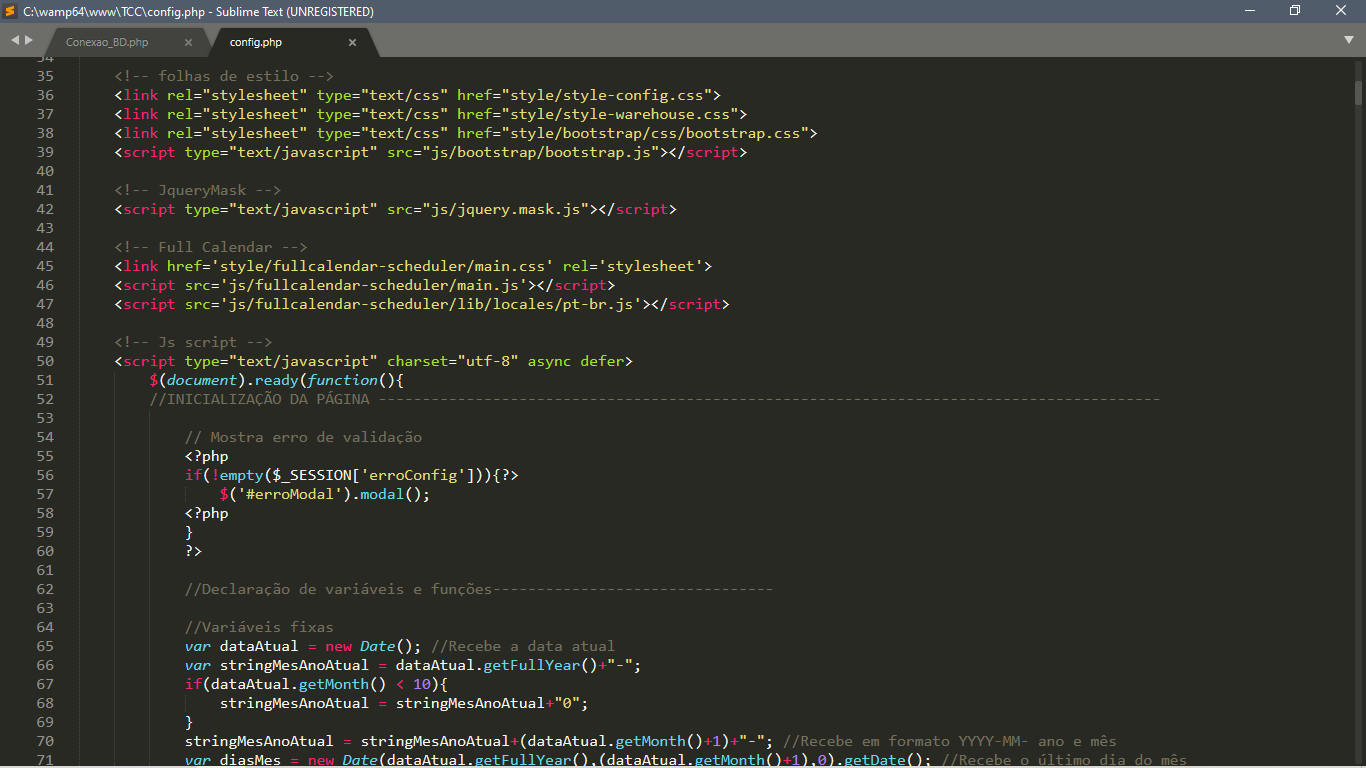 C:\wamp64\www\TCC\config.php - Sublime Text (UNREGISTERED)
Conexao_BD.php
config.php
34
35 <!-- folhas de estilo -->
36 <link rel="stylesheet" type="text/css" href="style/style-config.css">
37 <link rel="stylesheet" type="text/css" href="style/style-warehouse.css">
38 <link rel="stylesheet" type="text/css" href="style/bootstrap/css/bootstrap.css">
39 <script type="text/javascript" src="js/bootstrap/bootstrap.js"></script>
40
41 <!-- JqueryMask -->
42 <script type="text/javascript" src="js/jquery.mask.js"></script>
43
44 <!-- Full Calendar -->
45 <link href='style/fullcalendar-scheduler/main.css' rel='stylesheet'>
46 <script src='js/fullcalendar-scheduler/main.js'></script>
47 <script src='js/fullcalendar-scheduler/lib/locales/pt-br.js'></script>
48
49 <!-- Js script -->
50 <script type="text/javascript" charset="utf-8" async defer>
51 $(document).ready(function(){
52 //INICIALIZAÇÃO DA PÁGINA -----------------------------------------------------------------------------------------
53
54 // Mostra erro de validação
55 <?php
56 if(!empty($_SESSION['erroConfig'])){?>
57 $('#erroModal').modal();
58 <?php
59 }
60 ?>
61
62 //Declaração de variáveis e funções--------------------------------
63
64 //Variáveis fixas
65 var dataAtual = new Date(); //Recebe a data atual
66 var stringMesAnoAtual = dataAtual.getFullYear()+"-";
67 if(dataAtual.getMonth() < 10){
68 stringMesAnoAtual = stringMesAnoAtual+"0";
69 }
70 stringMesAnoAtual = stringMesAnoAtual+(dataAtual.getMonth()+1)+"-"; //Recebe em formato YYYY-MM- ano e mês
71 var diasMes = new Date(dataAtual.getFullYear(),(dataAtual.getMonth()+1),0).getDate(); //Recebe o último dia do mês